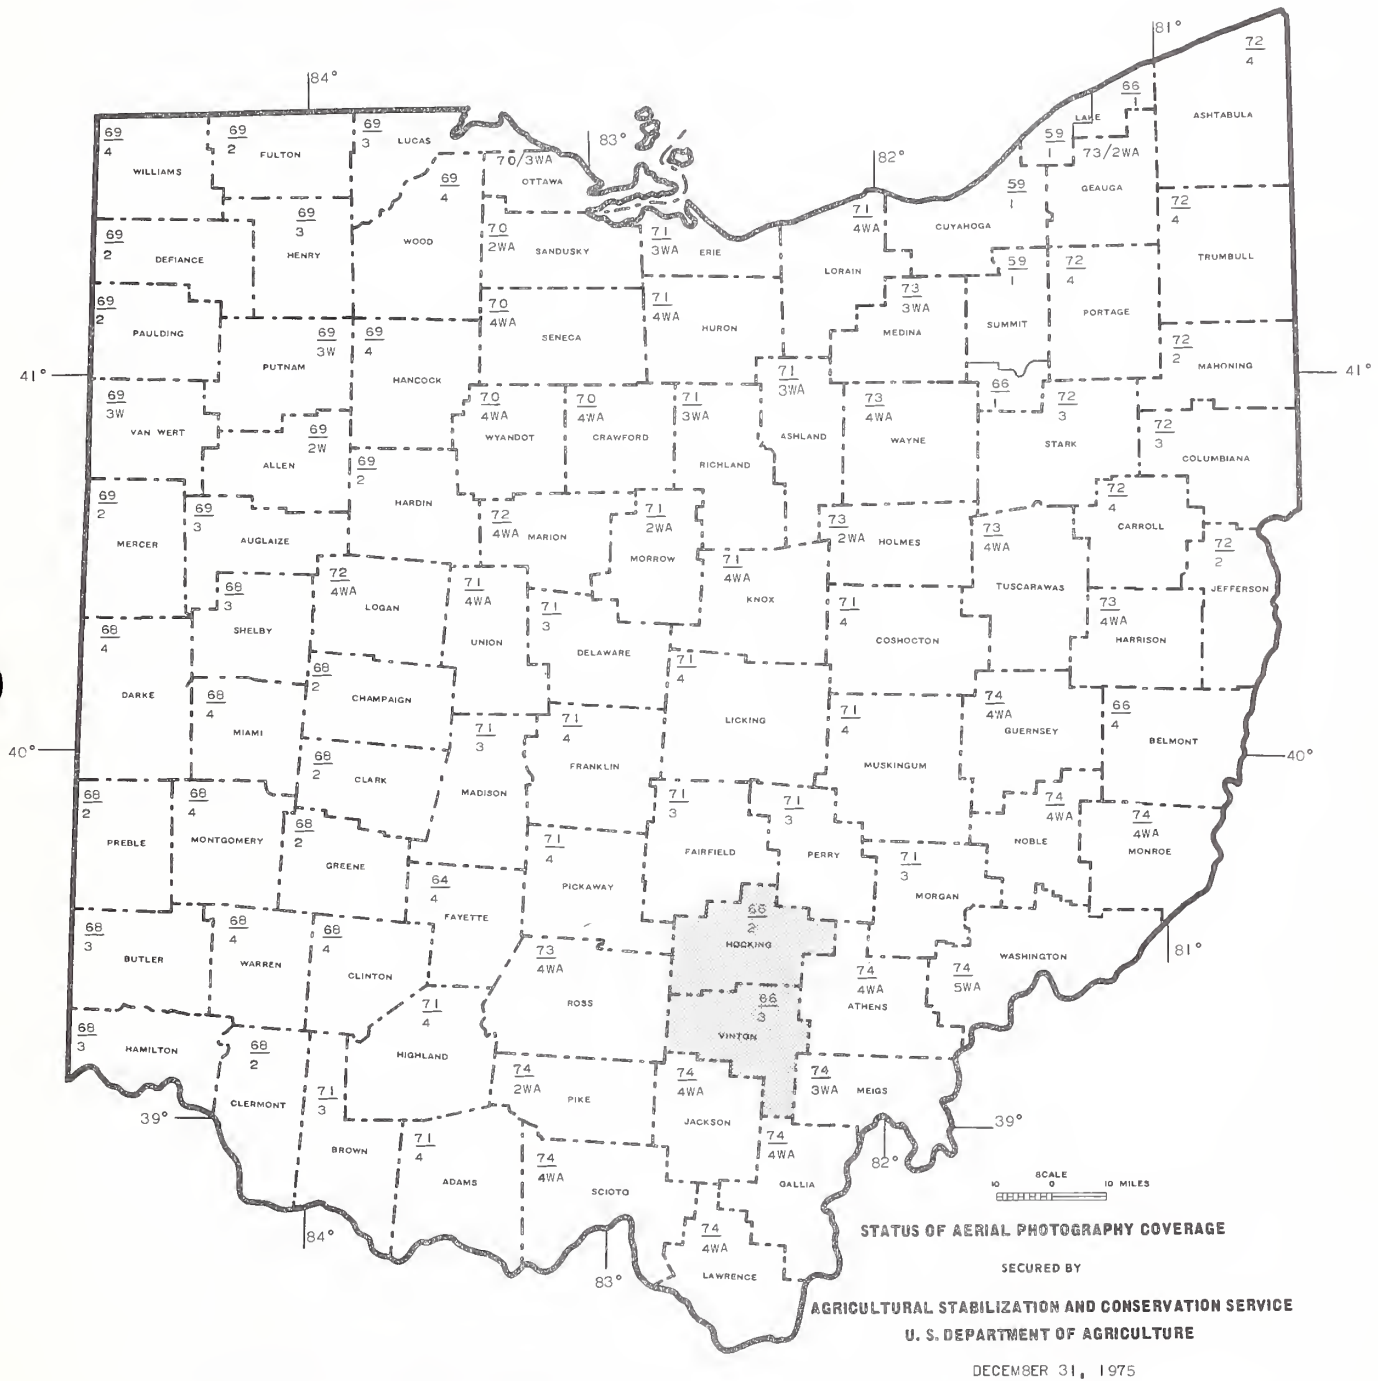 81°
72
4
84°
66
1
LAKE
ASHTABULA
69
4
69
2
69
3
LUCAS
83°
59
1
73/2WA
FULTON
70/3WA
82°
WILLIAMS
OTTAWA
69
4
59
1
GEAUGA
69
3
71
4WA
72
4
CUYAHOGA
69
2
WOOD
70
2WA
SANDUSKY
71
3WA
ERIE
DEFIANCE
HENRY
LORAIN
59
1
72
4
TRUMBULL
69
2
70
4WA
71
4WA
73
3WA
PAULDING
69
3W
69
4
SENECA
HURON
MEDINA
SUMMIT
PORTAGE
72
2
MAHONING
41°
PUTNAM
HANCOCK
71
3WA
41°
69
3W
70
4WA
70
4WA
71
3WA
73
4WA
66
1
72
3
VAN WERT
69
2W
WYANDOT
CRAWFORD
ASHLAND
WAYNE
STARK
72
3
COLUMBIANA
ALLEN
69
2
RICHLAND
69
2
69
3
HARDIN
72
4WA
71
2WA
73
2WA
73
4WA
72
4
CARROLL
MERCER
AUGLAIZE
MARION
MORROW
HOLMES
72
2
68
3
72
4WA
71
4WA
71
4WA
TUSCARAWAS
JEFFERSON
LOGAN
71
3
KNOX
71
4
73
4WA
SHELBY
UNION
COSHOCTON
HARRISON
68
4
DELAWARE
68
2
71
4
DARKE
68
4
CHAMPAIGN
74
4WA
66
4
MIAMI
71
3
71
4
LICKING
71
4
GUERNSEY
BELMONT
40°
68
2
CLARK
FRANKLIN
MUSKINGUM
40°
68
2
68
4
MADISON
71
3
71
3
74
4WA
74
4WA
PREBLE
MONTGOMERY
68
2
71
4
FAIRFIELD
PERRY
NOBLE
MONROE
GREENE
71
3
64
4
PICKAWAY
MORGAN
FAYETTE
68
3
68
4
68
4
66
2
BUTLER
WARREN
CLINTON
73
4WA
HOCKING
WASHINGTON
81°
74
4WA
74
5WA
71
4
ROSS
66
3
ATHENS
68
3
VINTON
HAMILTON
68
2
HIGHLAND
74
2WA
74
4WA
74
3WA
CLERMONT
71
3
PIKE
MEIGS
39°
JACKSON
39°
BROWN
71
4
74
4WA
74
4WA
82°
ADAMS
SCIOTO
GALLIA
SCALE
10 0 10 MILES
84°
74
4WA
STATUS OF AERIAL PHOTOGRAPHY COVERAGE
SECURED BY
83°
LAWRENCE
AGRICULTURAL STABILIZATION AND CONSERVATION SERVICE
U. S. DEPARTMENT OF AGRICULTURE
DECEMBER 31, 1975